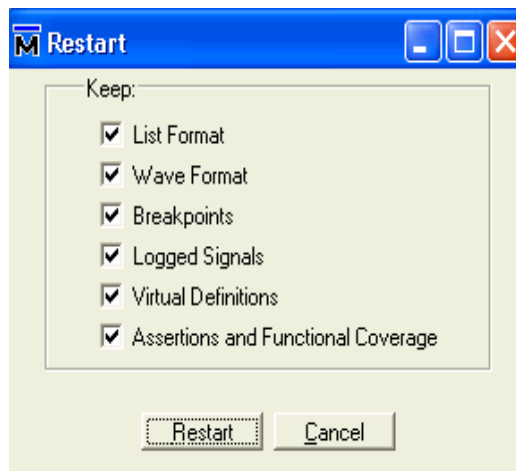 M Restart
Keep:
List Format
Wave Format
Breakpoints
Logged Signals
Virtual Definitions
Assertions and Functional Coverage
Restart Cancel